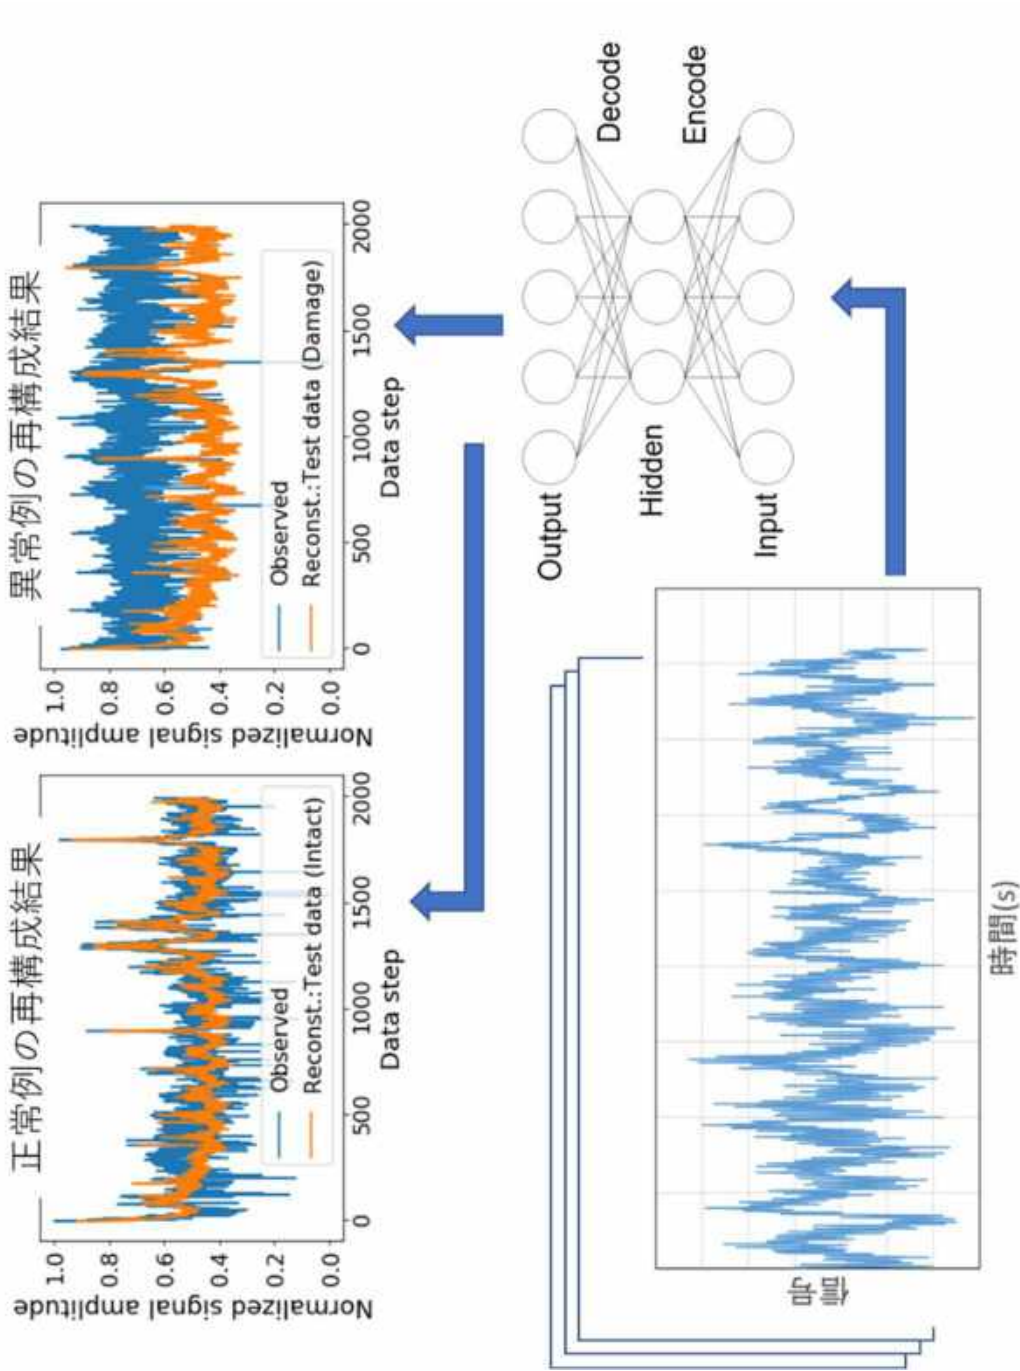 正常例の再構成結果
Normalized signal amplitude
1.0
0.8
0.6
0.4
0.2
0.0
Observed
Reconst.:Test data (Intact)
0
500
1000
1500
2000
Data step
異常例の再構成結果
Normalized signal amplitude
1.0
0.8
0.6
0.4
0.2
0.0
Observed
Reconst.:Test data (Damage)
0
500
1000
1500
2000
Data step
Output
Decode
Hidden
Encode
Input
信号
時間(s)